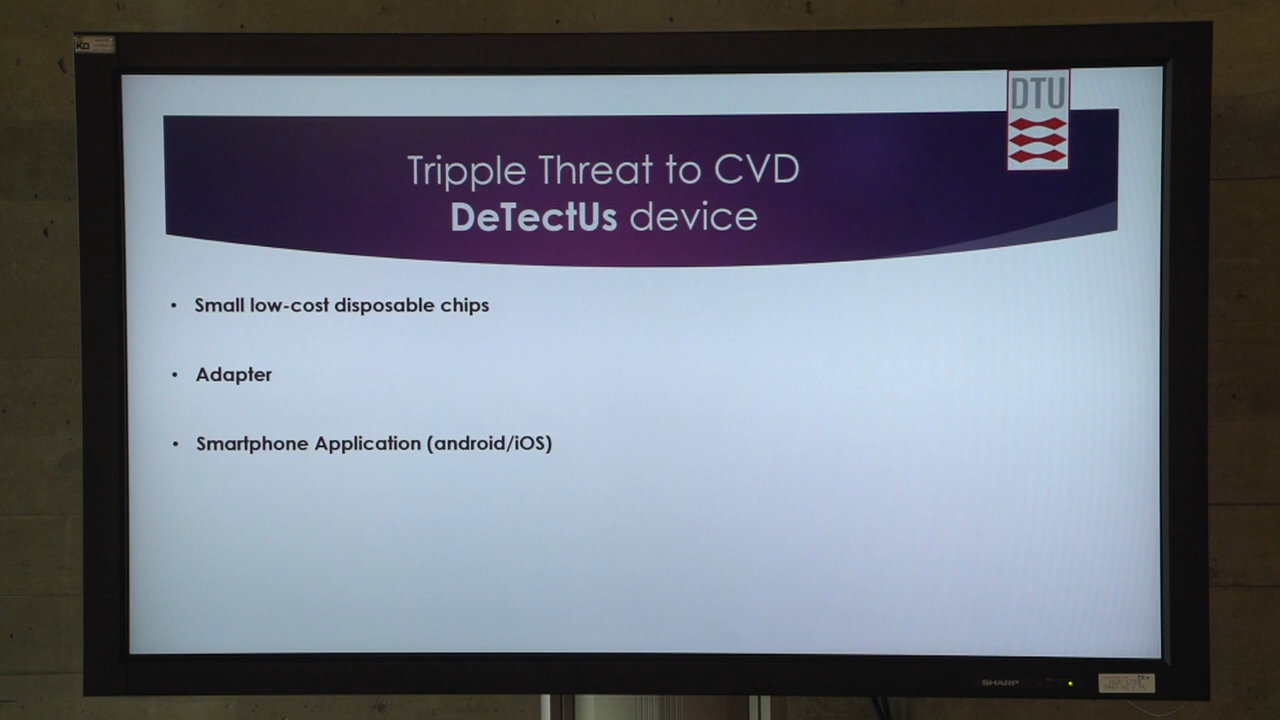 DTU
Tripple Threat to CVD
DeTectUs device
• Small low-cost disposable chips
• Adapter
• Smartphone Application (android/iOS)
SHARP